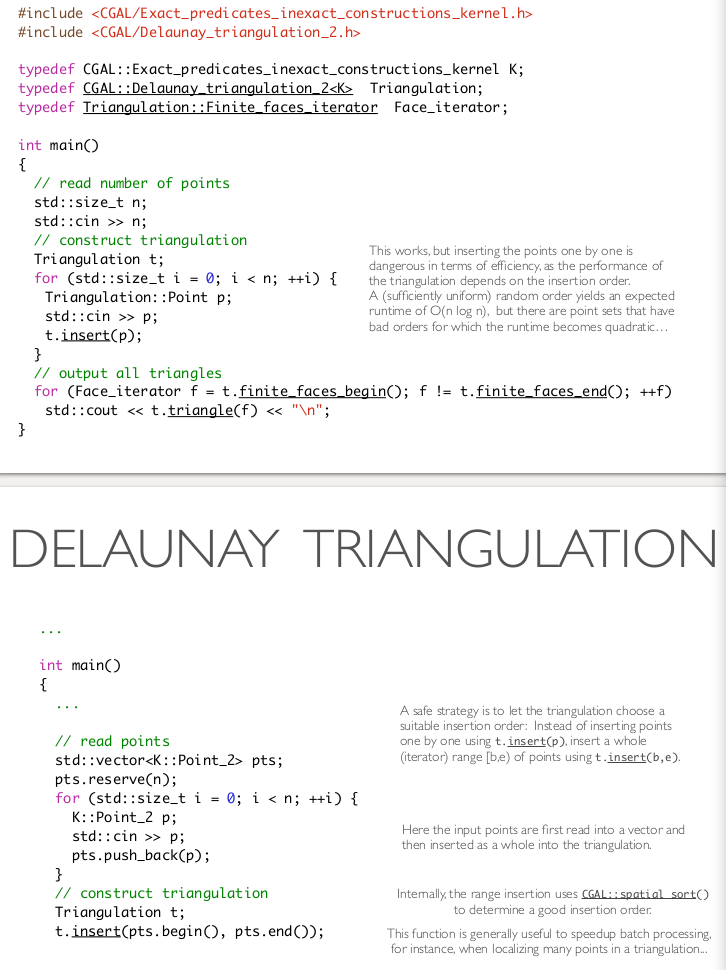 #include <CGAL/Exact_predicates_inexact_constructions_kernel.h>
#include <CGAL/Delaunay_triangulation_2.h>
typedef CGAL::Exact_predicates_inexact_constructions_kernel K;
typedef CGAL::Delaunay_triangulation_2<K>  Triangulation;
typedef Triangulation::Finite_faces_iterator  Face_iterator;
int main()
{
  // read number of points
  std::size_t n;
  std::cin >> n;
  // construct triangulation
  Triangulation t;
  for (std::size_t i = 0; i < n; ++i) {
    Triangulation::Point p;
    std::cin >> p;
    t.insert(p);
  }
This works, but inserting the points one by one is
dangerous in terms of efficiency, as the performance of
the triangulation depends on the insertion order.
A (sufficiently uniform) random order yields an expected
runtime of O(n log n), but there are point sets that have
bad orders for which the runtime becomes quadratic…
  // output all triangles
  for (Face_iterator f = t.finite_faces_begin(); f != t.finite_faces_end(); ++f)
    std::cout << t.triangle(f) << "\n";
}
DELAUNAY TRIANGULATION
...
int main()
{
  ...
  // read points
  std::vector<K::Point_2> pts;
  pts.reserve(n);
  for (std::size_t i = 0; i < n; ++i) {
    K::Point_2 p;
    std::cin >> p;
    pts.push_back(p);
  }
  // construct triangulation
  Triangulation t;
  t.insert(pts.begin(), pts.end());
A safe strategy is to let the triangulation choose a
suitable insertion order: Instead of inserting points
one by one using t.insert(p), insert a whole
(iterator) range [b,e) of points using t.insert(b,e).
Here the input points are first read into a vector and
then inserted as a whole into the triangulation.
Internally, the range insertion uses CGAL::spatial_sort()
to determine a good insertion order.
This function is generally useful to speedup batch processing,
for instance, when localizing many points in a triangulation...